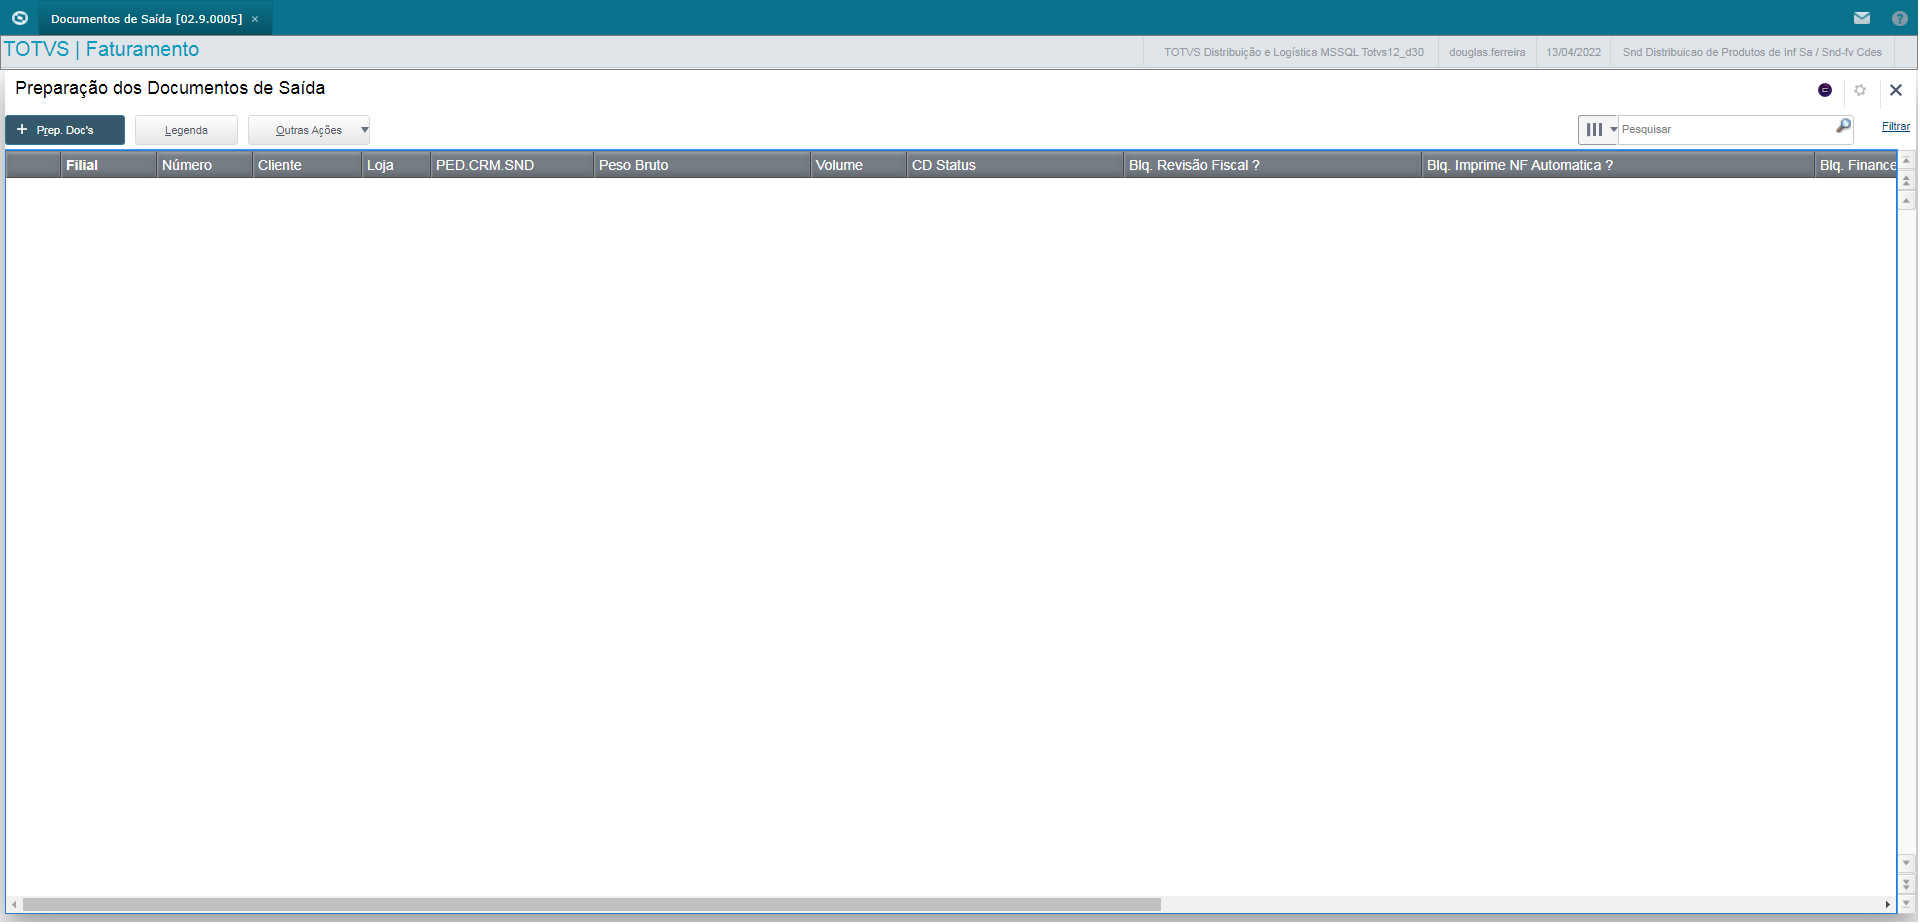 Documentos de Saída [02.9.0005] ×
TOTVS | Faturamento
TOTVS Distribuição e Logística MSSQL Totvs12_d30 douglas.ferreira 13/04/2022 Snd Distribuicao de Produtos de Inf Sa / Snd-fv Cdes
Preparação dos Documentos de Saída
+ Prep. Doc's Legenda Outras Ações Pesquisar Filtrar
Filial Número Cliente Loja PED.CRM.SND Peso Bruto Volume CD Status Blq. Revisão Fiscal ? Blq. Imprime NF Automatica ? Blq. Finance